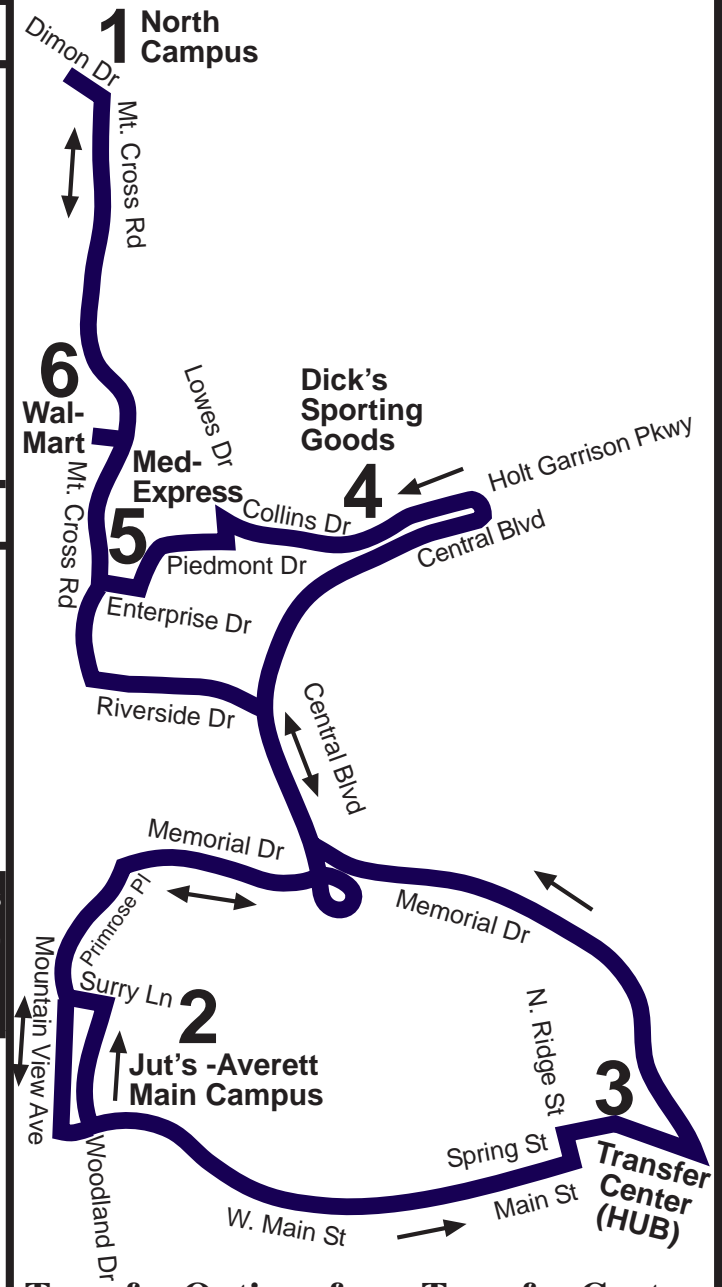 1 North
Campus
Dimon Dr
Mt. Cross Rd
6
Wal-
Mart
Lowes Dr
Dick's
Sporting
Goods
4
Holt Garrison Pkwy
Med-
Express
5
Collins Dr
Central Blvd
Mt. Cross Rd
Piedmont Dr
Enterprise Dr
Riverside Dr
Central Blvd
Memorial Dr
Memorial Dr
Primrose Pl
Mountain View Ave
Surry Ln
2
Jut's -Averett
Main Campus
N. Ridge St
3
Transfer
Center
(HUB)
Spring St
Main St
Woodland Dr
W. Main St